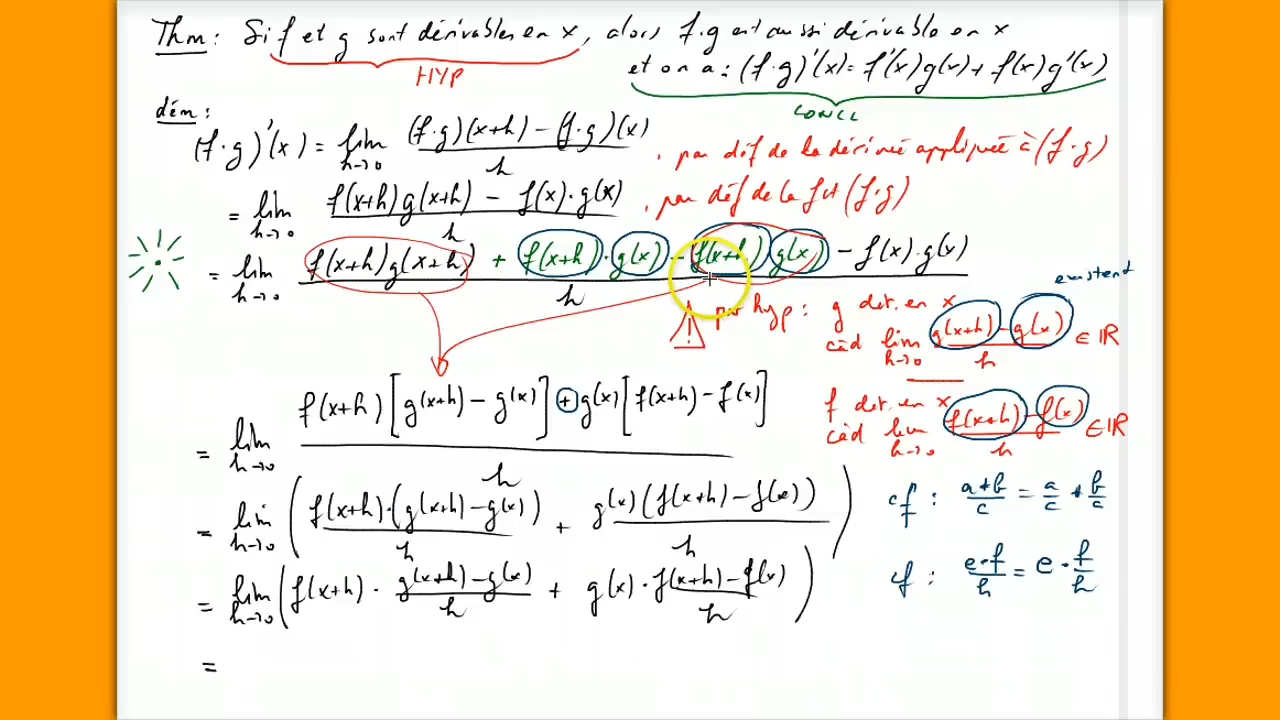 Thm : Si f et g sont dérivables en x, alors f·g est aussi dérivable en x
HYP
et on a : (f·g)'(x) = f'(x)g(x) + f(x)g'(x)
CONCL
dém :
(f·g)'(x) = lim h→0 (f·g)(x+h) − (f·g)(x) / h , par déf de la dérivée appliquée à (f·g)
= lim h→0 f(x+h)g(x+h) − f(x)·g(x) / h , par déf de la fct (f·g)
= lim h→0 f(x+h)g(x+h) + f(x+h)·g(x) − f(x+h)g(x) − f(x)·g(x) / h
existent
! par hyp : g dér. en x
càd lim h→0 g(x+h) − g(x) / h ∈ IR
f dér. en x
càd lim h→0 f(x+h) − f(x) / h ∈ IR
= lim h→0 f(x+h)[g(x+h) − g(x)] + g(x)[f(x+h) − f(x)] / h
= lim h→0 ( f(x+h)·(g(x+h) − g(x)) / h + g(x)(f(x+h) − f(x)) / h ) cf : a+b / c = a/c + b/c
= lim h→0 ( f(x+h) · g(x+h) − g(x) / h + g(x) · f(x+h) − f(x) / h ) cf : e·f / h = e · f/h
=